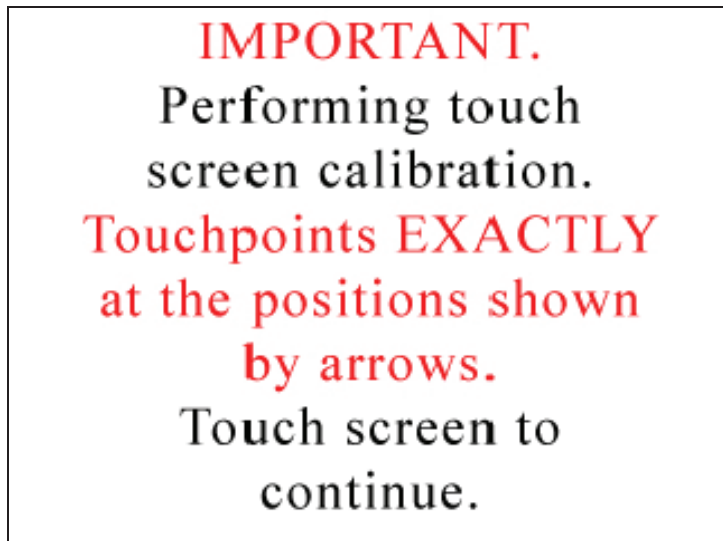 IMPORTANT.
Performing touch
screen calibration.
Touchpoints EXACTLY
at the positions shown
by arrows.
Touch screen to
continue.